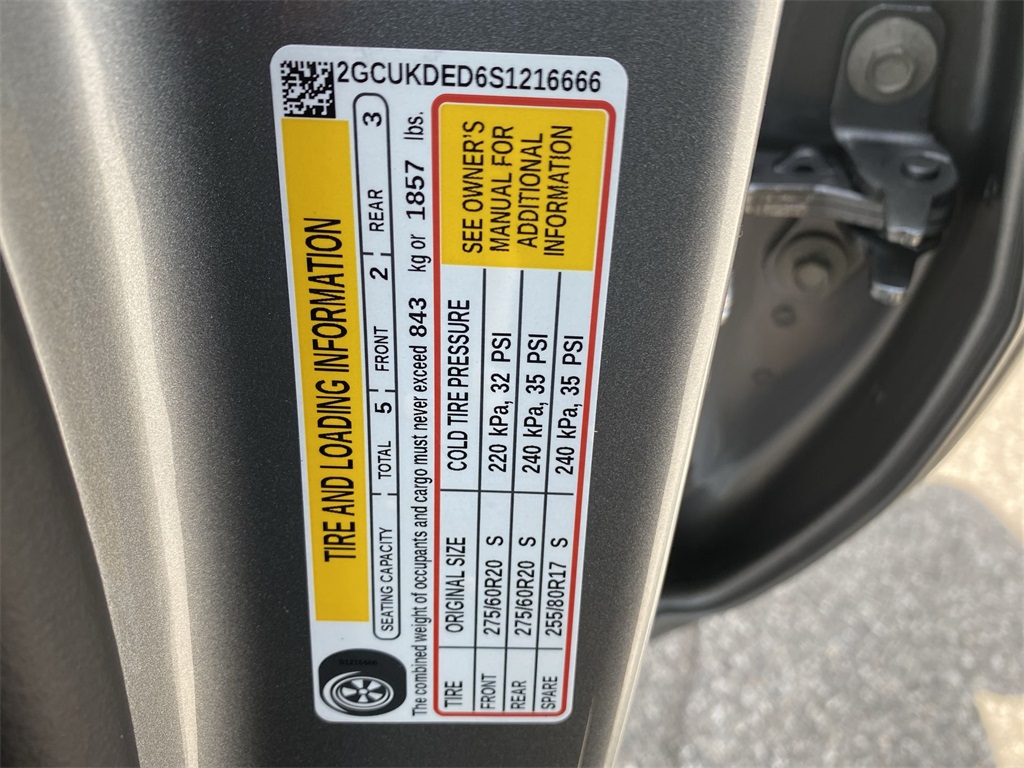 2GCUKDED6S1216666
TIRE AND LOADING INFORMATION
SEATING CAPACITY TOTAL 5 FRONT 2 REAR 3
The combined weight of occupants and cargo must never exceed 843 kg or 1857 lbs.
TIRE ORIGINAL SIZE COLD TIRE PRESSURE
FRONT 275/60R20 S 220 kPa, 32 PSI
REAR 275/60R20 S 240 kPa, 35 PSI
SPARE 255/80R17 S 240 kPa, 35 PSI
SEE OWNER'S
MANUAL FOR
ADDITIONAL
INFORMATION
S1216666